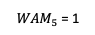 WAM₅ = 1